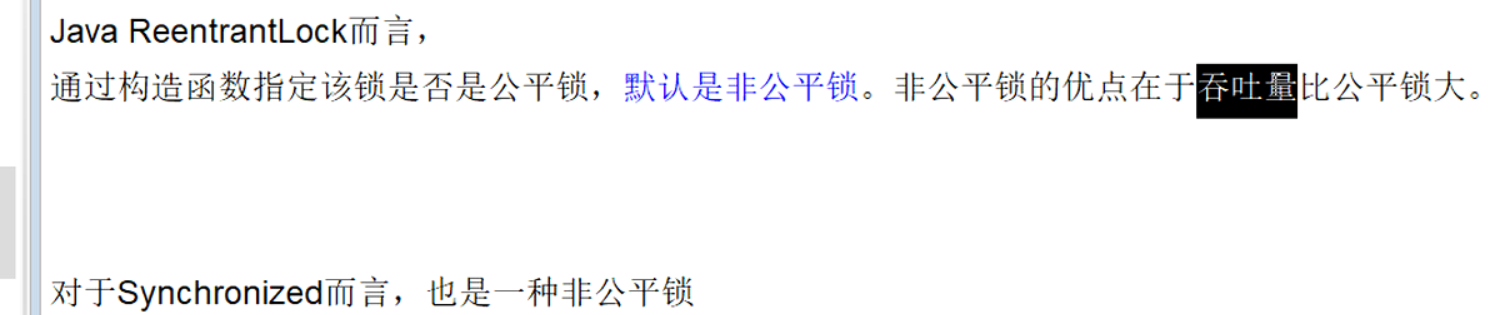 Java ReentrantLock而言，
通过构造函数指定该锁是否是公平锁，默认是非公平锁。非公平锁的优点在于吞吐量比公平锁大。
对于Synchronized而言，也是一种非公平锁